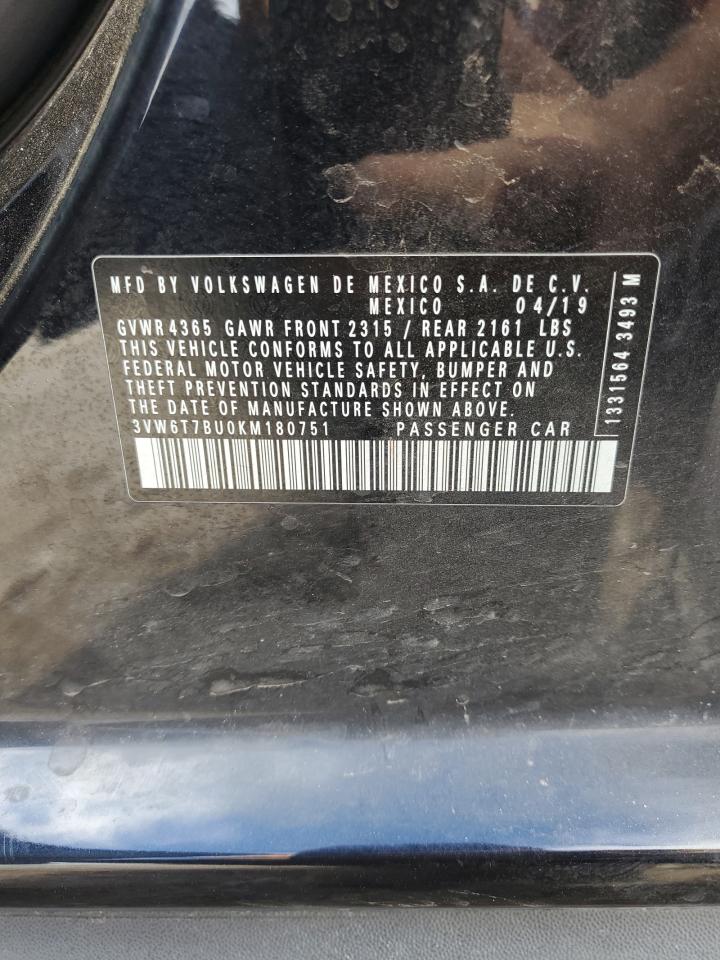 MFD BY VOLKSWAGEN DE MEXICO S.A. DE C.V.
MEXICO 04/19
GVWR 4365 GAWR FRONT 2315 / REAR 2161 LBS
THIS VEHICLE CONFORMS TO ALL APPLICABLE U.S.
FEDERAL MOTOR VEHICLE SAFETY, BUMPER AND
THEFT PREVENTION STANDARDS IN EFFECT ON
THE DATE OF MANUFACTURE SHOWN ABOVE.
3VW6T7BU0KM180751 PASSENGER CAR
1331564 3493 M